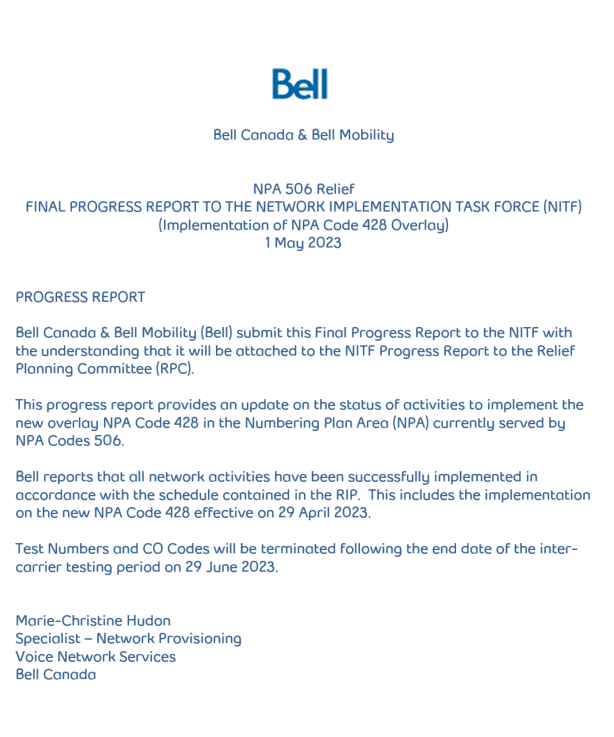 Bell
Bell Canada & Bell Mobility
NPA 506 Relief
FINAL PROGRESS REPORT TO THE NETWORK IMPLEMENTATION TASK FORCE (NITF)
(Implementation of NPA Code 428 Overlay)
1 May 2023
PROGRESS REPORT
Bell Canada & Bell Mobility (Bell) submit this Final Progress Report to the NITF with
the understanding that it will be attached to the NITF Progress Report to the Relief
Planning Committee (RPC).
This progress report provides an update on the status of activities to implement the
new overlay NPA Code 428 in the Numbering Plan Area (NPA) currently served by
NPA Codes 506.
Bell reports that all network activities have been successfully implemented in
accordance with the schedule contained in the RIP.  This includes the implementation
on the new NPA Code 428 effective on 29 April 2023.
Test Numbers and CO Codes will be terminated following the end date of the inter-
carrier testing period on 29 June 2023.
Marie-Christine Hudon
Specialist – Network Provisioning
Voice Network Services
Bell Canada